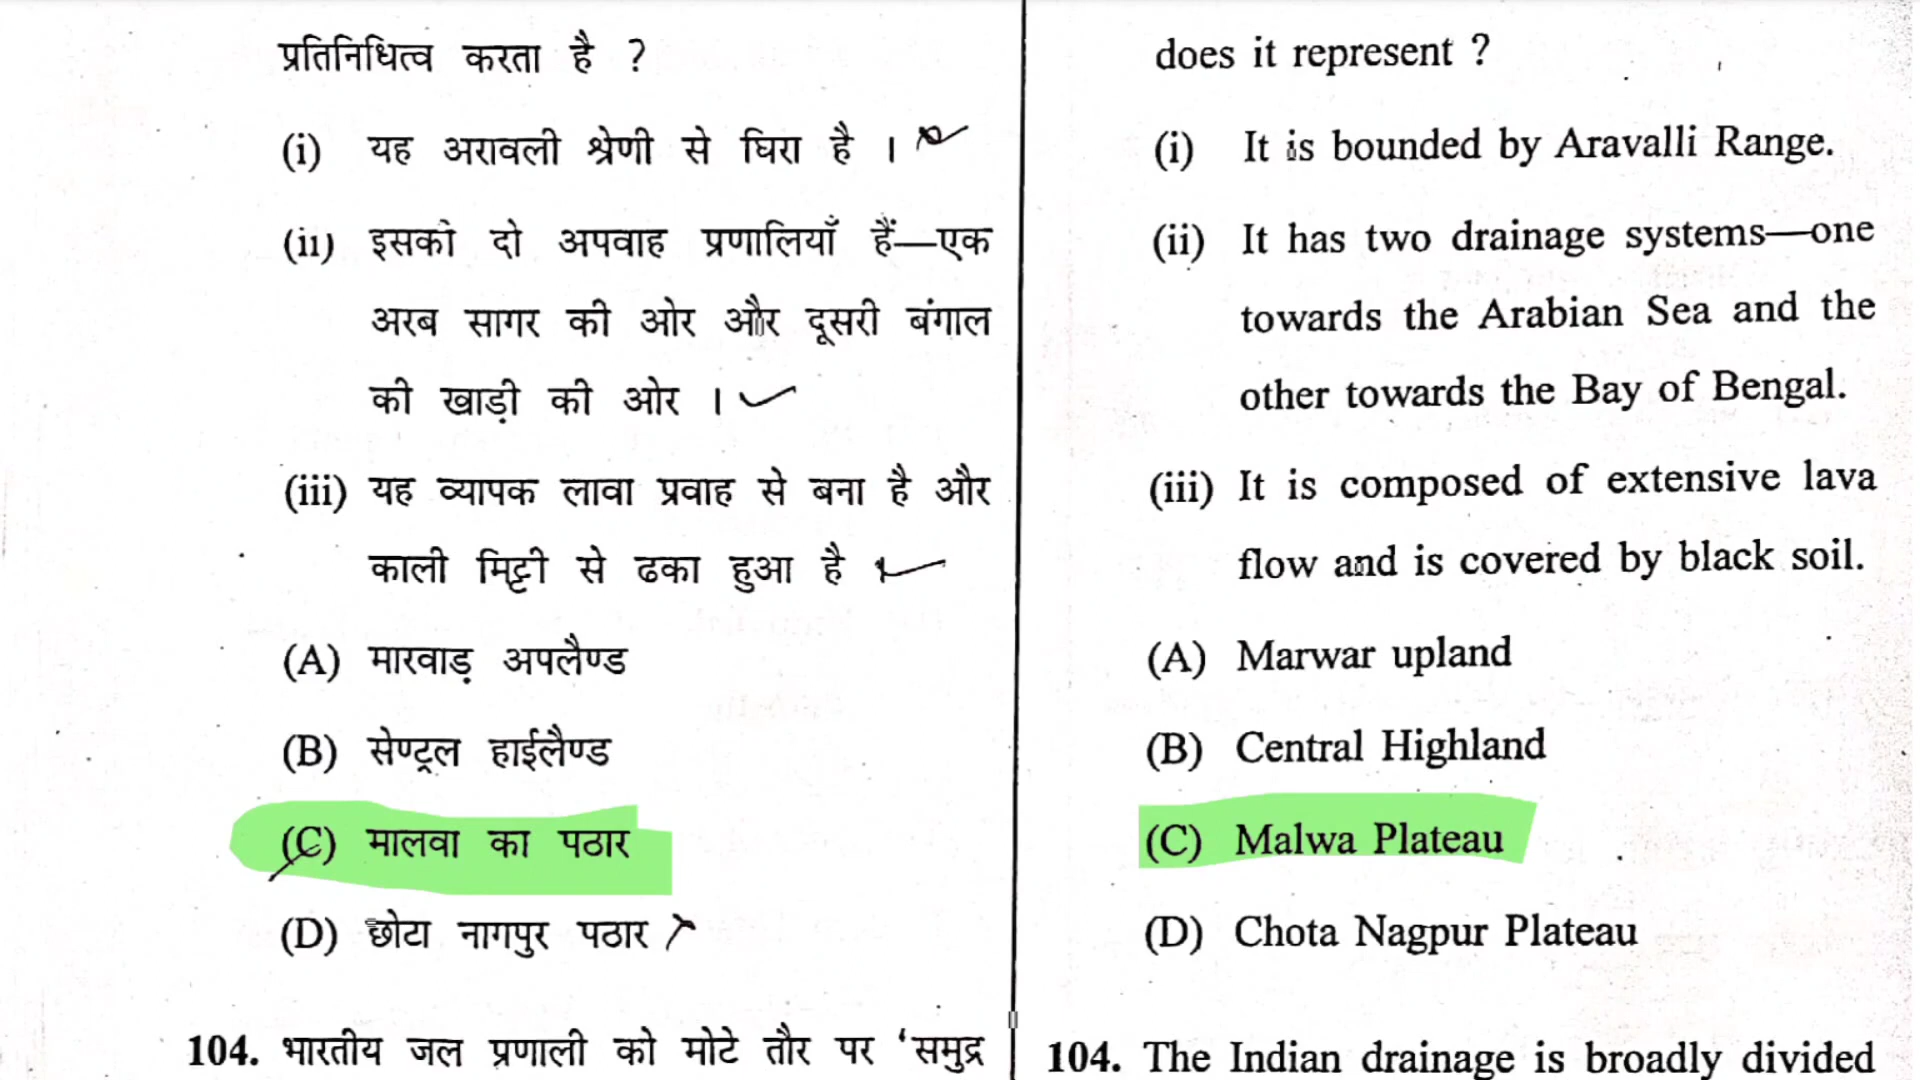 प्रतिनिधित्व करता है ?
(i) यह अरावली श्रेणी से घिरा है ।
(ii) इसकी दो अपवाह प्रणालियाँ हैं—एक
अरब सागर की ओर और दूसरी बंगाल
की खाड़ी की ओर ।
(iii) यह व्यापक लावा प्रवाह से बना है और
काली मिट्टी से ढका हुआ है
(A) मारवाड़ अपलैण्ड
(B) सेण्ट्रल हाईलैण्ड
(C) मालवा का पठार
(D) छोटा नागपुर पठार
104. भारतीय जल प्रणाली को मोटे तौर पर ‘समुद्र
does it represent ?
(i) It is bounded by Aravalli Range.
(ii) It has two drainage systems—one
towards the Arabian Sea and the
other towards the Bay of Bengal.
(iii) It is composed of extensive lava
flow and is covered by black soil.
(A) Marwar upland
(B) Central Highland
(C) Malwa Plateau
(D) Chota Nagpur Plateau
104. The Indian drainage is broadly divided